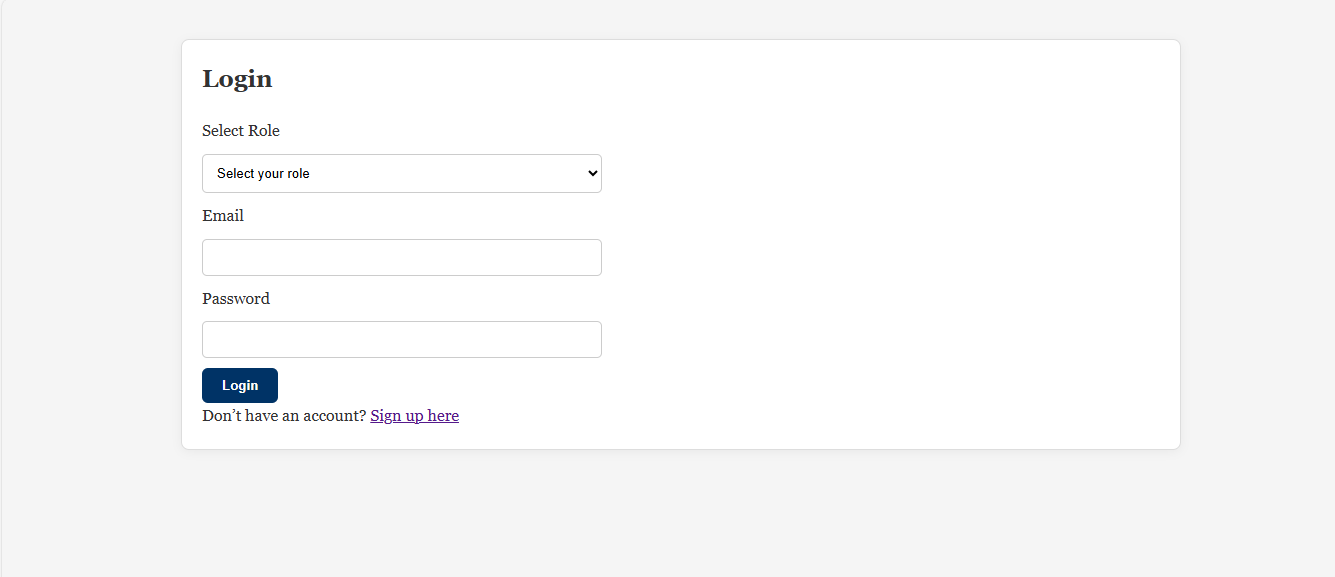 Login
Select Role
Select your role
Email
Password
Login
Don’t have an account? Sign up here